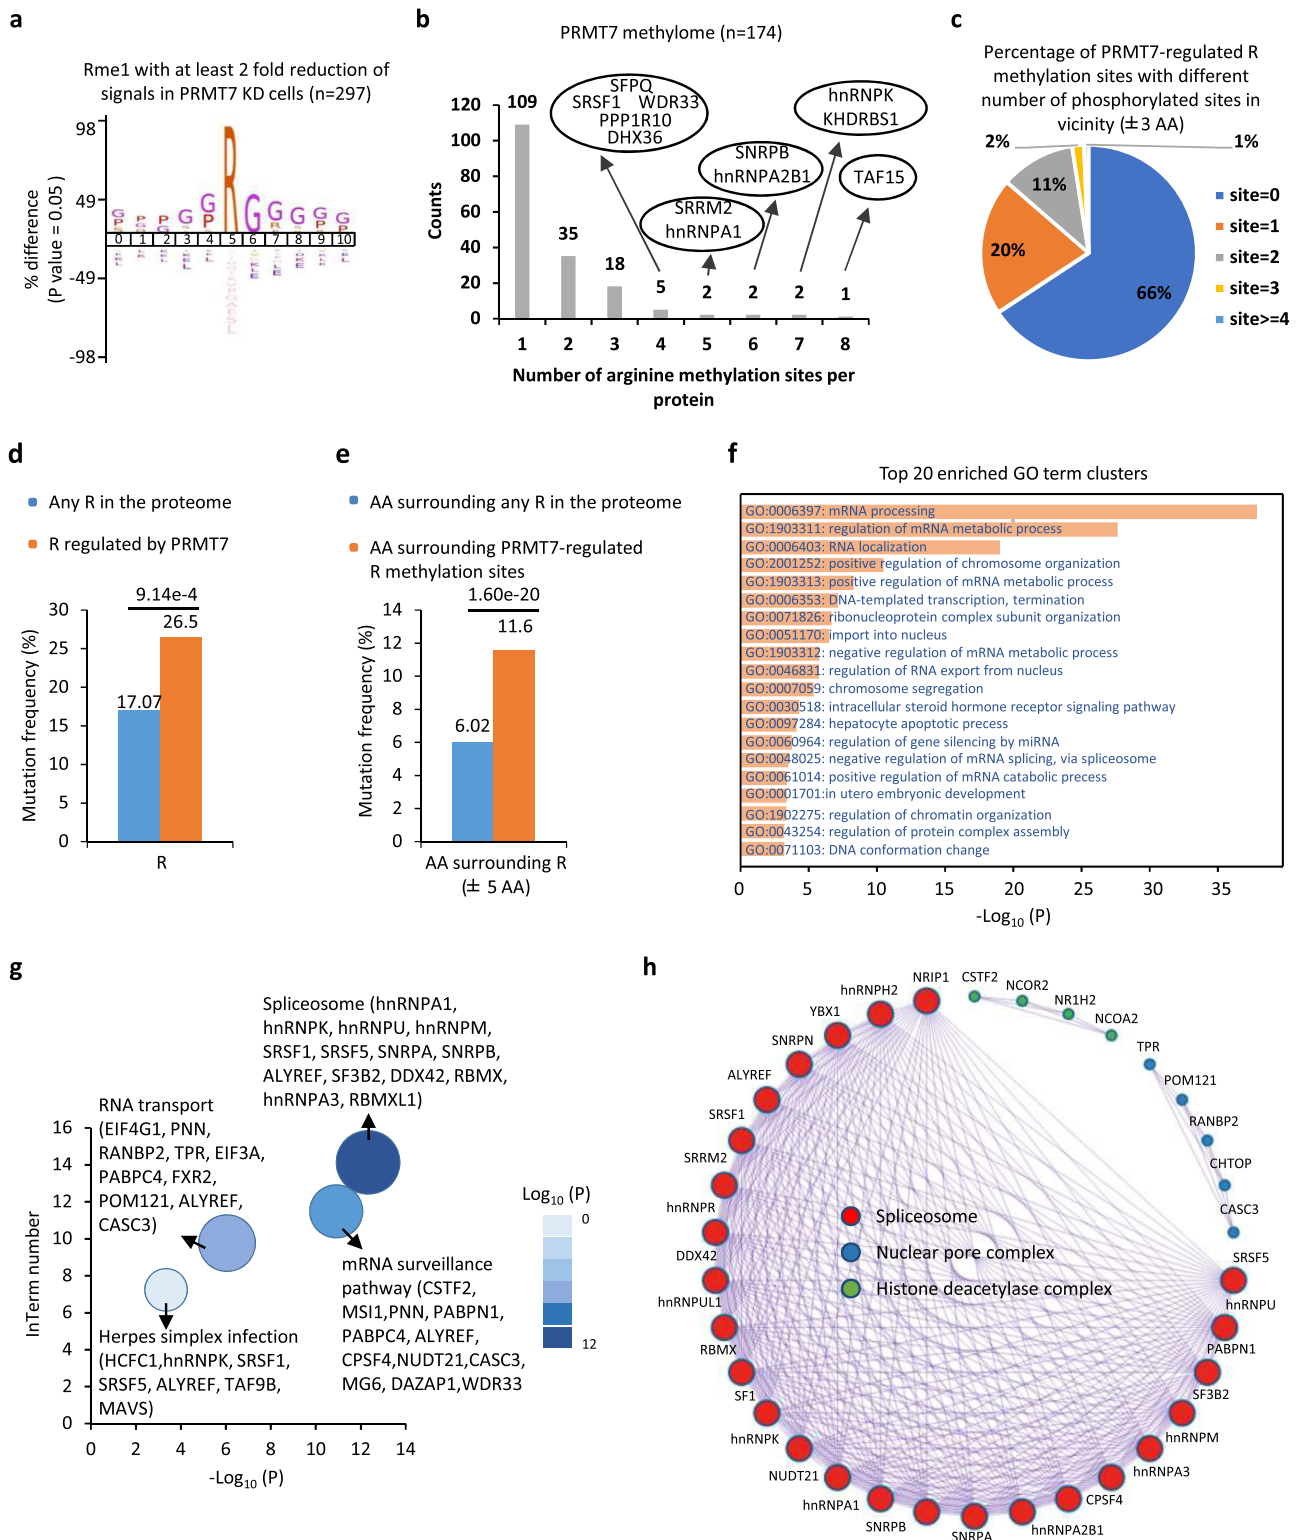 a
Rme1 with at least 2 fold reduction of
signals in PRMT7 KD cells (n=297)
% difference
(P value = 0.05)
98
49
-49
-98
0 1 2 3 4 5 6 7 8 9 10
R G
b
PRMT7 methylome (n=174)
Counts
120
100
80
60
40
20
0
109
35
18
5
2
2
2
1
SFPQ
SRSF1 WDR33
PPP1R10
DHX36
hnRNPK
KHDRBS1
SNRPB
hnRNPA2B1
TAF15
SRRM2
hnRNPA1
1 2 3 4 5 6 7 8
Number of arginine methylation sites per
protein
c
Percentage of PRMT7-regulated R
methylation sites with different
number of phosphorylated sites in
vicinity (±3 AA)
2%
1%
11%
20%
66%
site=0
site=1
site=2
site=3
site>=4
d
Any R in the proteome
R regulated by PRMT7
9.14e-4
26.5
17.07
Mutation frequency (%)
30
25
20
15
10
5
0
R
e
AA surrounding any R in the proteome
AA surrounding PRMT7-regulated
R methylation sites
1.60e-20
11.6
6.02
Mutation frequency (%)
14
12
10
8
6
4
2
0
AA surrounding R
(± 5 AA)
f
Top 20 enriched GO term clusters
GO:0006397: mRNA processing
GO:1903311: regulation of mRNA metabolic process
GO:0006403: RNA localization
GO:2001252: positive regulation of chromosome organization
GO:1903313: positive regulation of mRNA metabolic process
GO:0006353: DNA-templated transcription, termination
GO:0071826: ribonucleoprotein complex subunit organization
GO:0051170: import into nucleus
GO:1903312: negative regulation of mRNA metabolic process
GO:0046831: regulation of RNA export from nucleus
GO:0007059: chromosome segregation
GO:0030518: intracellular steroid hormone receptor signaling pathway
GO:0097284: hepatocyte apoptotic precess
GO:0060964: regulation of gene silencing by miRNA
GO:0048025: negative regulation of mRNA splicing, via spliceosome
GO:0061014: positive regulation of mRNA catabolic precess
GO:0001701:in utero embryonic development
GO:1902275: regulation of chromatin organization
GO:0043254: regulation of protein complex assembly
GO:0071103: DNA conformation change
0 5 10 15 20 25 30 35
-Log10 (P)
g
Spliceosome (hnRNPA1,
hnRNPK, hnRNPU, hnRNPM,
SRSF1, SRSF5, SNRPA, SNRPB,
ALYREF, SF3B2, DDX42, RBMX,
hnRNPA3, RBMXL1)
RNA transport
(EIF4G1, PNN,
RANBP2, TPR, EIF3A,
PABPC4, FXR2,
POM121, ALYREF,
CASC3)
Herpes simplex infection
(HCFC1,hnRNPK, SRSF1,
SRSF5, ALYREF, TAF9B,
MAVS)
mRNA surveillance
pathway (CSTF2,
MSI1,PNN, PABPN1,
PABPC4, ALYREF,
CPSF4,NUDT21,CASC3,
MG6, DAZAP1,WDR33
Log10 (P)
0
12
InTerm number
16
14
12
10
8
6
4
2
0
0 2 4 6 8 10 12 14
-Log10 (P)
h
NRIP1
CSTF2
NCOR2
NR1H2
NCOA2
TPR
POM121
RANBP2
CHTOP
CASC3
SRSF5
hnRNPU
PABPN1
SF3B2
hnRNPM
hnRNPA3
CPSF4
hnRNPA2B1
SNRPA
SNRPB
hnRNPA1
NUDT21
hnRNPK
SF1
RBMX
hnRNPUL1
DDX42
hnRNPR
SRRM2
SRSF1
ALYREF
SNRPN
YBX1
hnRNPH2
Spliceosome
Nuclear pore complex
Histone deacetylase complex